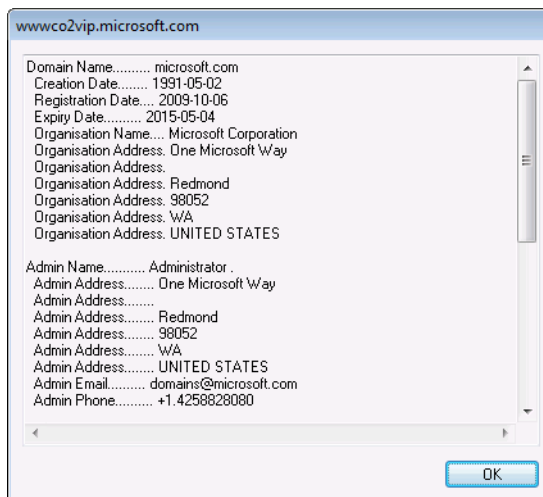 wwwco2vip.microsoft.com
Domain Name.......... microsoft.com
Creation Date........ 1991-05-02
Registration Date.... 2009-10-06
Expiry Date.......... 2015-05-04
Organisation Name.... Microsoft Corporation
Organisation Address. One Microsoft Way
Organisation Address.
Organisation Address. Redmond
Organisation Address. 98052
Organisation Address. WA
Organisation Address. UNITED STATES
Admin Name.......... Administrator .
Admin Address........ One Microsoft Way
Admin Address........
Admin Address........ Redmond
Admin Address........ 98052
Admin Address........ WA
Admin Address........ UNITED STATES
Admin Email.......... domains@microsoft.com
Admin Phone.......... +1.4258828080
OK